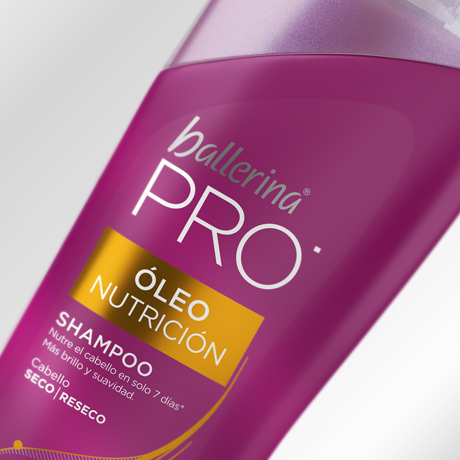 ballerina®
PRO·
ÓLEO
NUTRICIÓN
SHAMPOO
Nutre el cabello en solo 7 días*
Más brillo y suavidad.
Cabello
SECO | RESECO